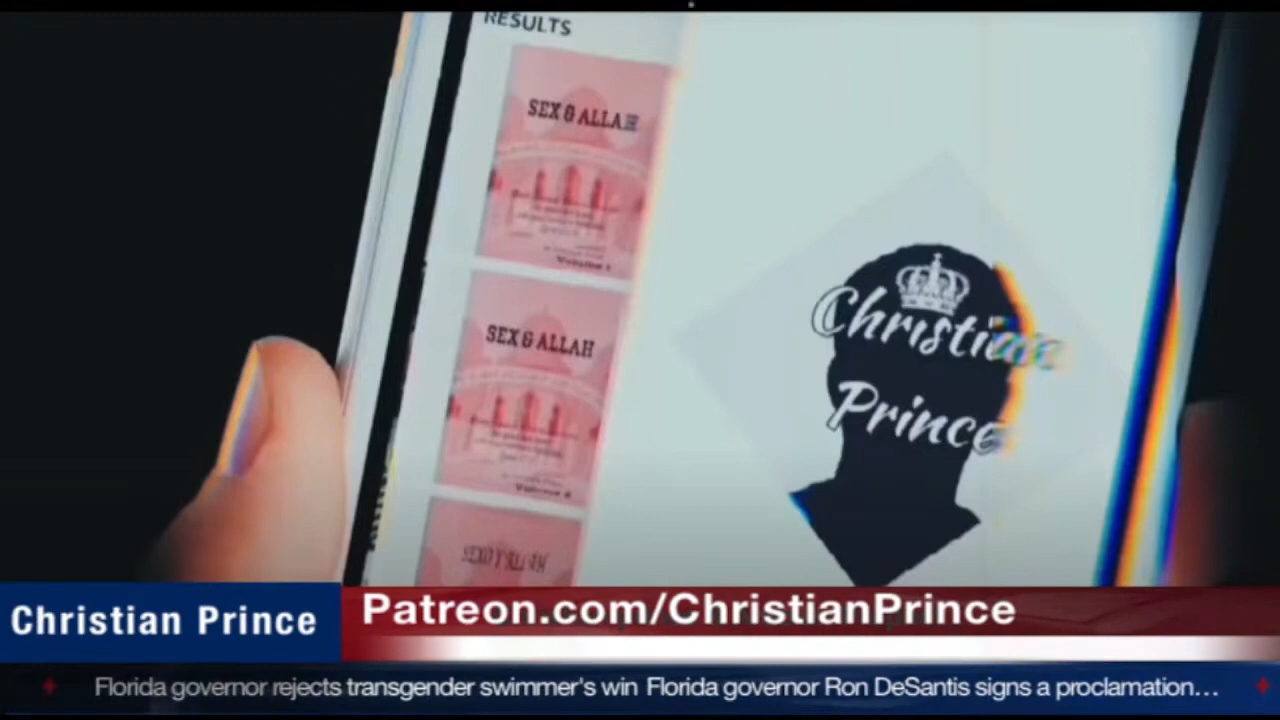 RESULTS
SEX & ALLAH
SEX & ALLAH
Christian
Prince
Christian Prince
Patreon.com/ChristianPrince
Florida governor rejects transgender swimmer's win Florida governor Ron DeSantis signs a proclamation...